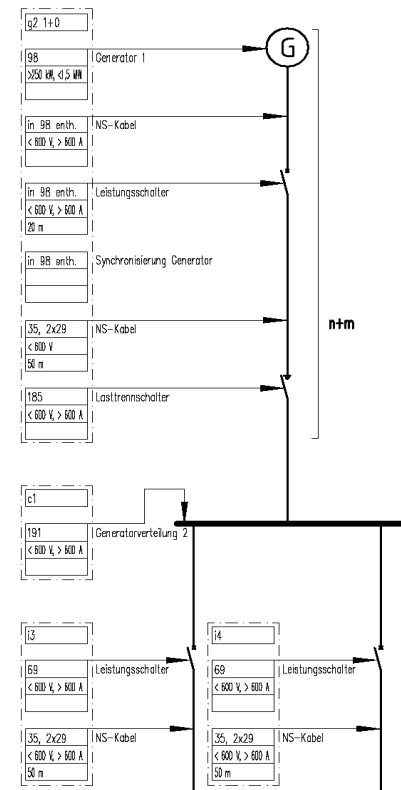 g2 1+0
G
98 Generator 1
>250 kW, <1,5 MW
in 98 enth. NS-Kabel
< 600 V, > 600 A
in 98 enth. Leistungsschalter
< 600 V, > 600 A
20 m
in 98 enth. Synchronisierung Generator
n+m
35, 2x29 NS-Kabel
< 600 V
50 m
185 Lasttrennschalter
< 600 V, > 600 A
c1
191 Generatorverteilung 2
< 600 V, > 600 A
i3
69 Leistungsschalter
< 600 V, > 600 A
35, 2x29 NS-Kabel
< 600 V, > 600 A
50 m
i4
69 Leistungsschalter
< 600 V, > 600 A
35, 2x29 NS-Kabel
< 600 V, > 600 A
50 m